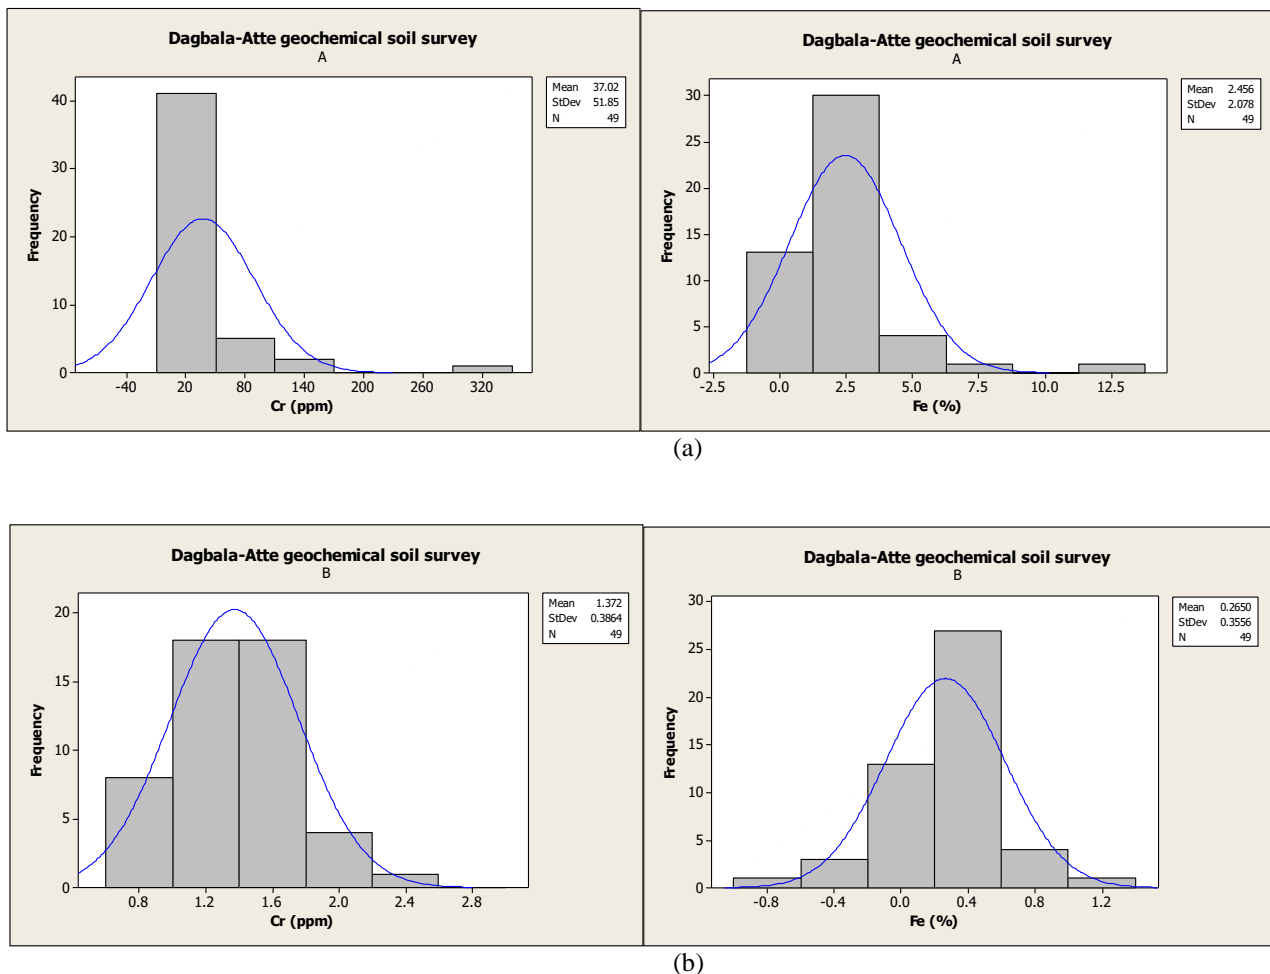 Dagbala-Atte geochemical soil survey
A
Mean 37.02
StDev 51.85
N 49
Frequency
40
30
20
10
0
-40 20 80 140 200 260 320
Cr (ppm)
Dagbala-Atte geochemical soil survey
A
Mean 2.456
StDev 2.078
N 49
Frequency
30
25
20
15
10
5
0
-2.5 0.0 2.5 5.0 7.5 10.0 12.5
Fe (%)
(a)
Dagbala-Atte geochemical soil survey
B
Mean 1.372
StDev 0.3864
N 49
Frequency
20
15
10
5
0
0.8 1.2 1.6 2.0 2.4 2.8
Cr (ppm)
Dagbala-Atte geochemical soil survey
B
Mean 0.2650
StDev 0.3556
N 49
Frequency
30
25
20
15
10
5
0
-0.8 -0.4 0.0 0.4 0.8 1.2
Fe (%)
(b)